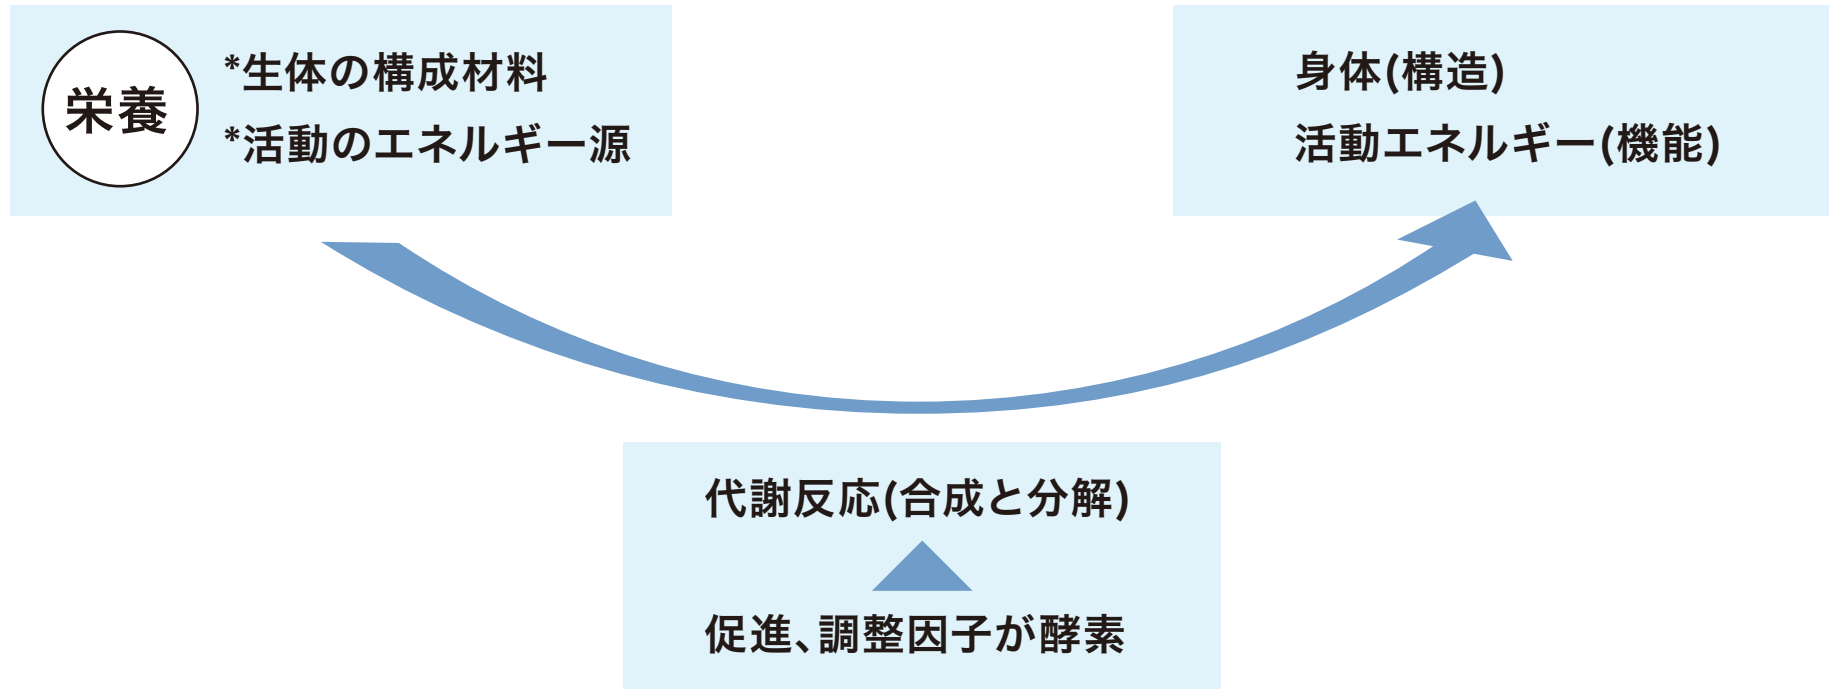 栄養
*生体の構成材料
*活動のエネルギー源
身体(構造)
活動エネルギー(機能)
代謝反応(合成と分解)
促進、調整因子が酵素